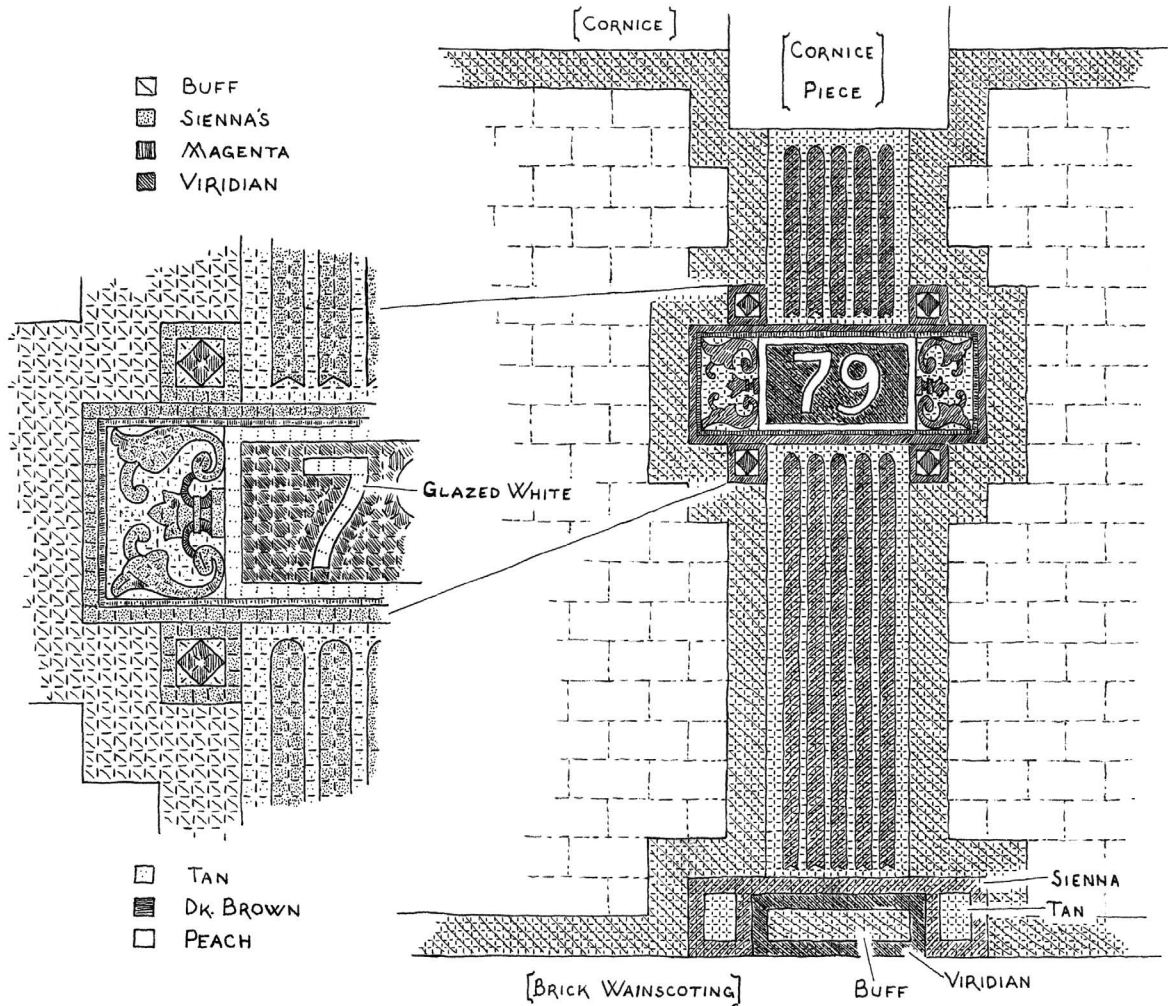 [CORNICE]
[CORNICE
PIECE]
BUFF
SIENNA'S
MAGENTA
VIRIDIAN
79
7
GLAZED WHITE
TAN
DK. BROWN
PEACH
SIENNA
TAN
[BRICK WAINSCOTING]
BUFF
VIRIDIAN